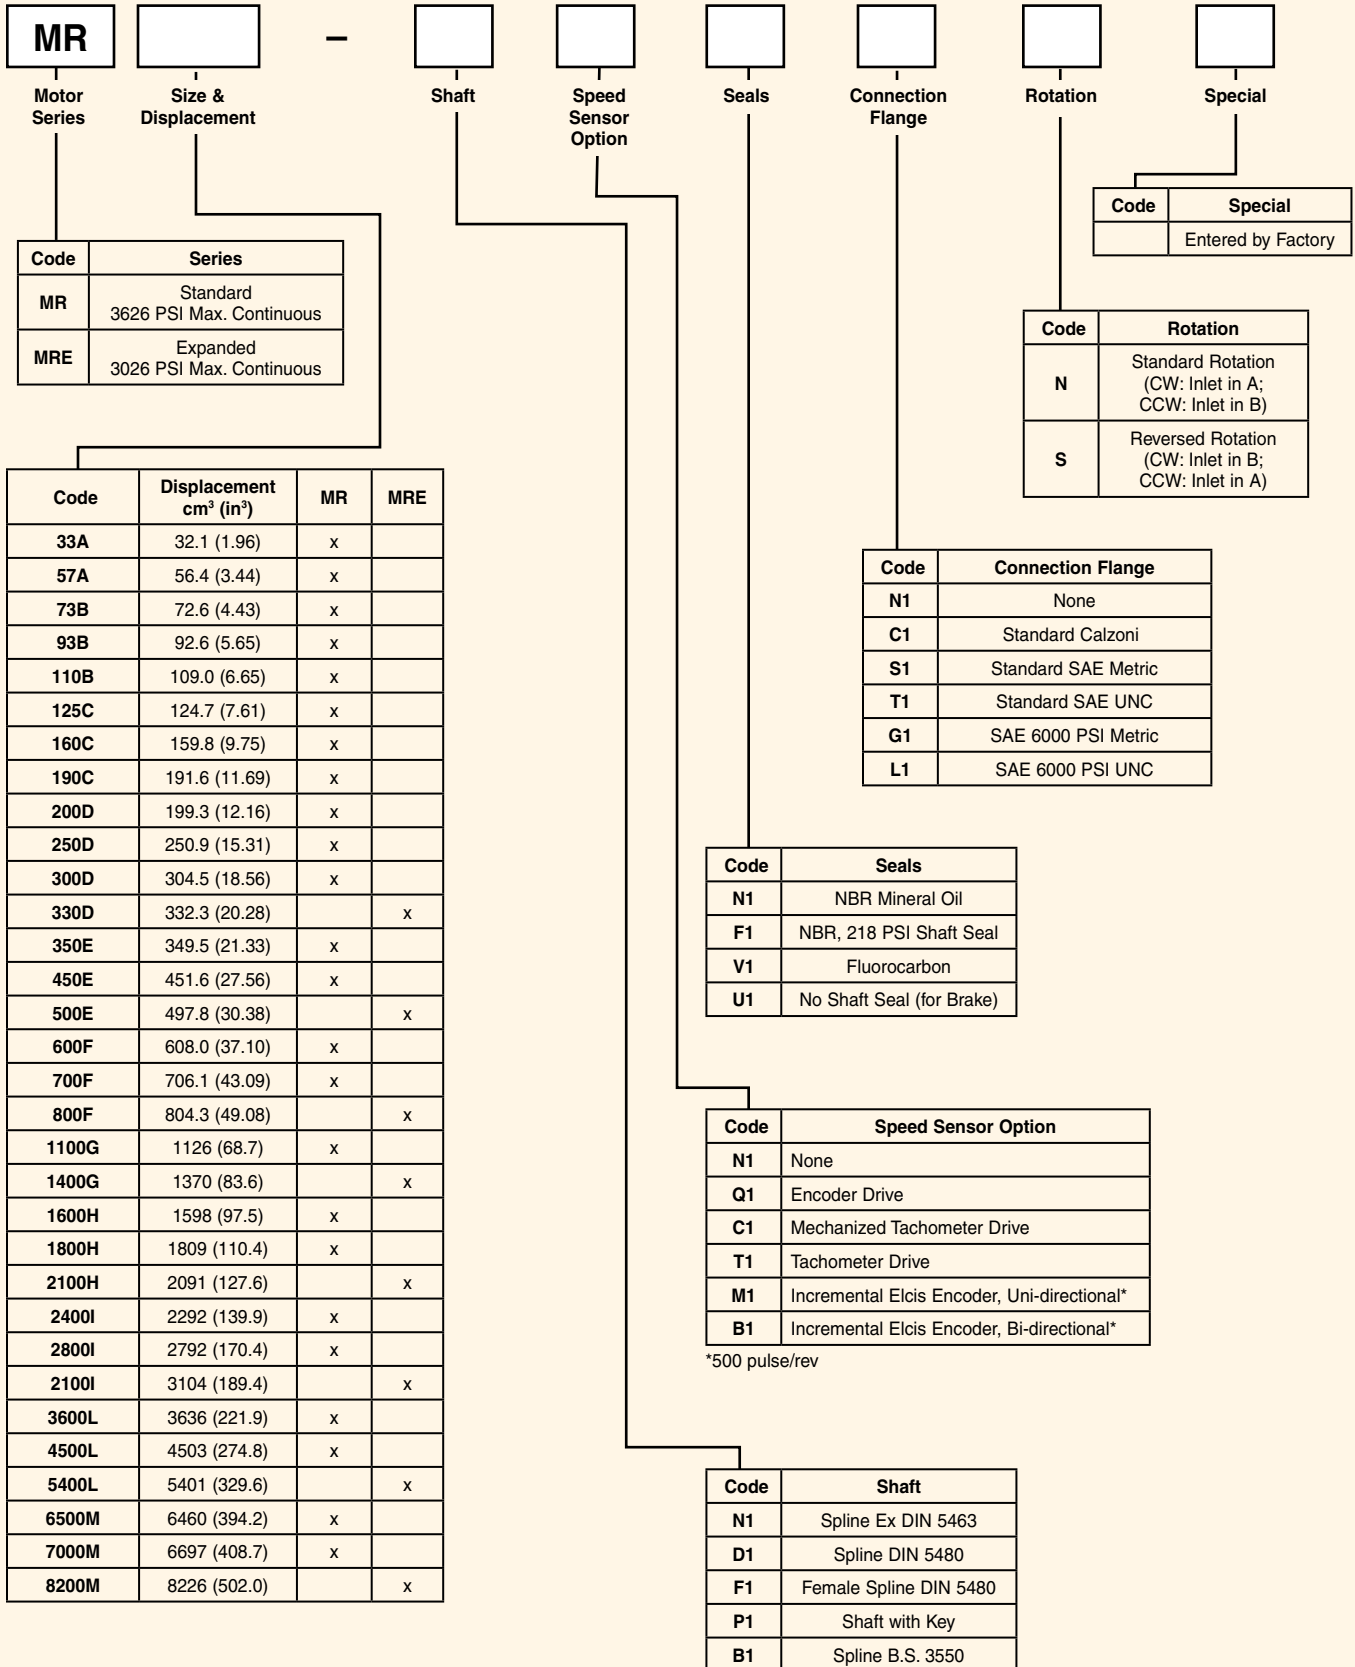 MR –
Motor Series
Size & Displacement
Shaft
Speed Sensor Option
Seals
Connection Flange
Rotation
Special
Code Special
Entered by Factory
Code Series
MR Standard
3626 PSI Max. Continuous
MRE Expanded
3026 PSI Max. Continuous
Code Rotation
N Standard Rotation
(CW: Inlet in A;
CCW: Inlet in B)
S Reversed Rotation
(CW: Inlet in B;
CCW: Inlet in A)
Code Displacement cm³ (in³) MR MRE
33A 32.1 (1.96) x
57A 56.4 (3.44) x
73B 72.6 (4.43) x
93B 92.6 (5.65) x
110B 109.0 (6.65) x
125C 124.7 (7.61) x
160C 159.8 (9.75) x
190C 191.6 (11.69) x
200D 199.3 (12.16) x
250D 250.9 (15.31) x
300D 304.5 (18.56) x
330D 332.3 (20.28) x
350E 349.5 (21.33) x
450E 451.6 (27.56) x
500E 497.8 (30.38) x
600F 608.0 (37.10) x
700F 706.1 (43.09) x
800F 804.3 (49.08) x
1100G 1126 (68.7) x
1400G 1370 (83.6) x
1600H 1598 (97.5) x
1800H 1809 (110.4) x
2100H 2091 (127.6) x
2400I 2292 (139.9) x
2800I 2792 (170.4) x
2100I 3104 (189.4) x
3600L 3636 (221.9) x
4500L 4503 (274.8) x
5400L 5401 (329.6) x
6500M 6460 (394.2) x
7000M 6697 (408.7) x
8200M 8226 (502.0) x
Code Connection Flange
N1 None
C1 Standard Calzoni
S1 Standard SAE Metric
T1 Standard SAE UNC
G1 SAE 6000 PSI Metric
L1 SAE 6000 PSI UNC
Code Seals
N1 NBR Mineral Oil
F1 NBR, 218 PSI Shaft Seal
V1 Fluorocarbon
U1 No Shaft Seal (for Brake)
Code Speed Sensor Option
N1 None
Q1 Encoder Drive
C1 Mechanized Tachometer Drive
T1 Tachometer Drive
M1 Incremental Elcis Encoder, Uni-directional*
B1 Incremental Elcis Encoder, Bi-directional*
*500 pulse/rev
Code Shaft
N1 Spline Ex DIN 5463
D1 Spline DIN 5480
F1 Female Spline DIN 5480
P1 Shaft with Key
B1 Spline B.S. 3550